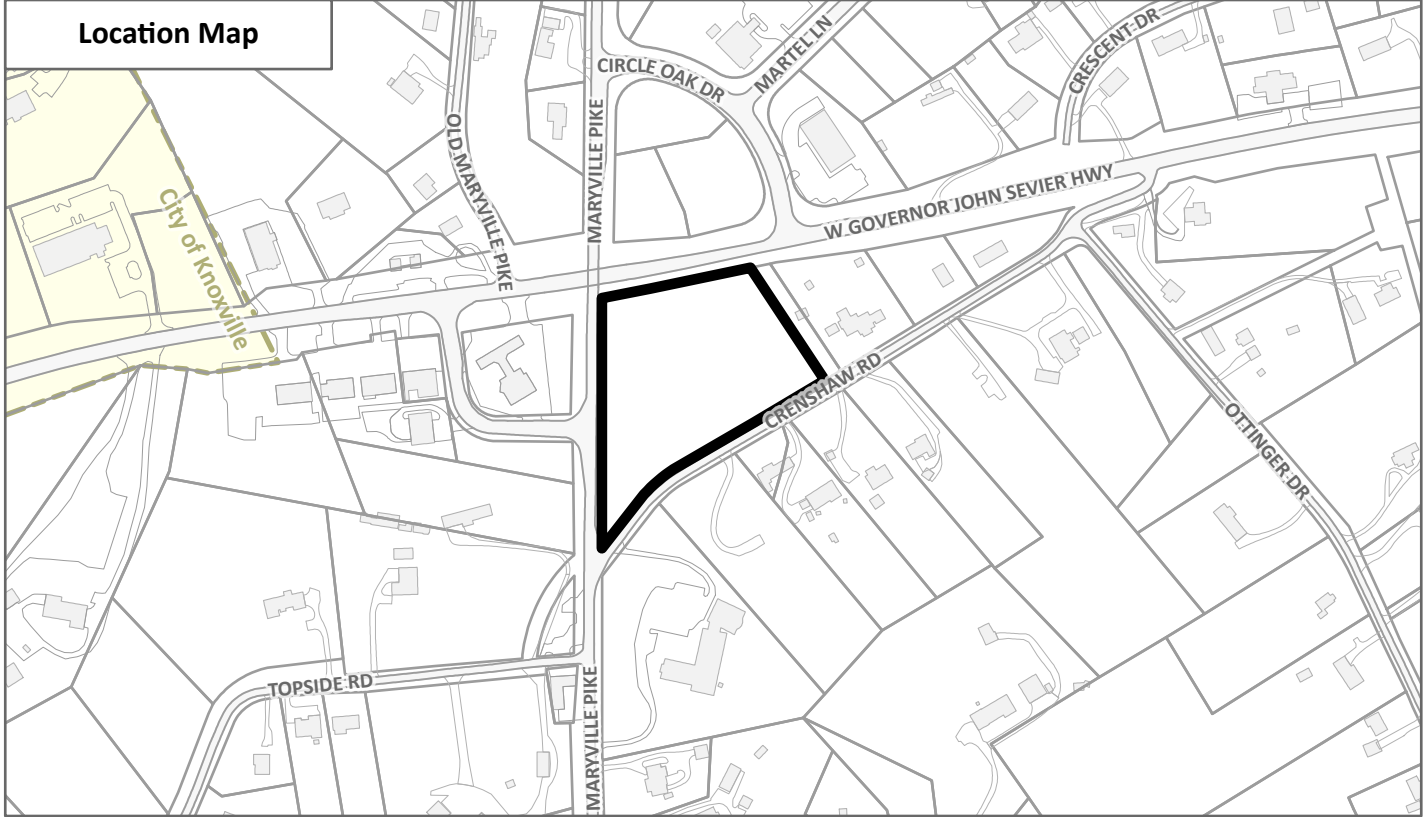 Location Map
CIRCLE OAK DR
MARTEL LN
CRESCENT DR
OLD MARYVILLE PIKE
MARYVILLE PIKE
City of Knoxville
W GOVERNOR JOHN SEVIER HWY
CRENSHAW RD
OTTINGER DR
TOPSIDE RD
MARYVILLE PIKE